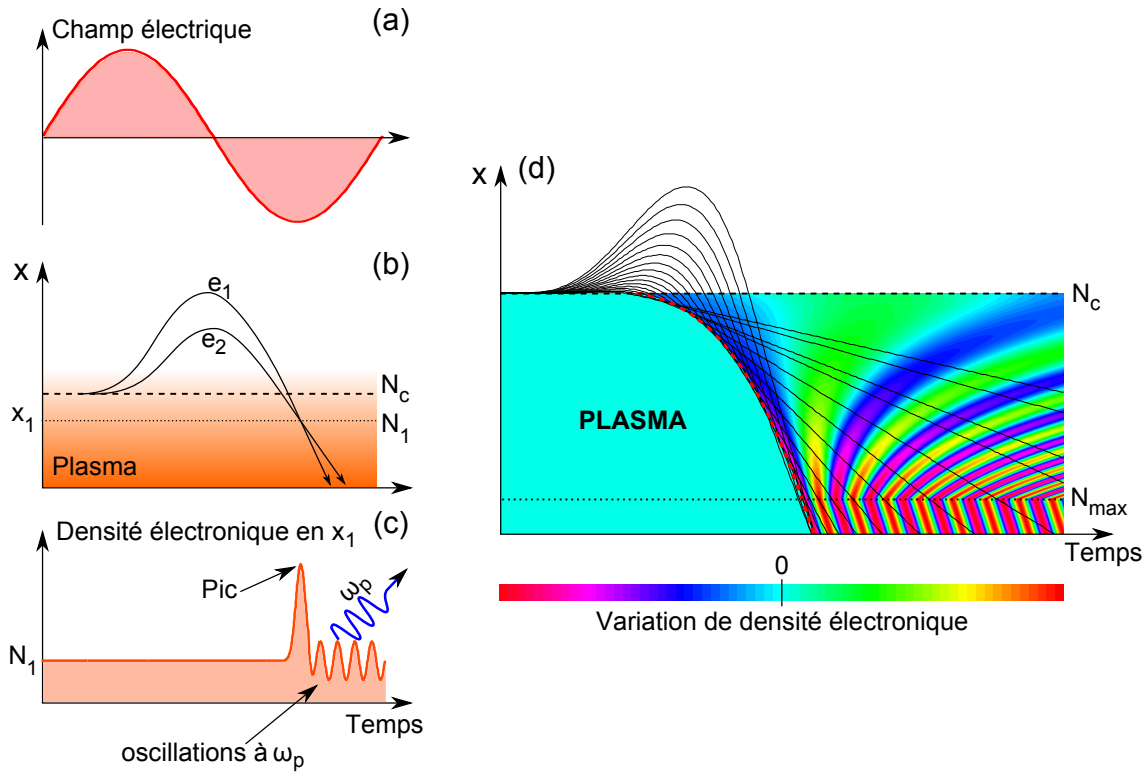 (a)
Champ électrique
(b)
x
e1
e2
Nc
x1
N1
Plasma
(c)
Densité électronique en x1
Pic
ωp
N1
Temps
oscillations à ωp
(d)
x
Nc
PLASMA
Nmax
Temps
0
Variation de densité électronique